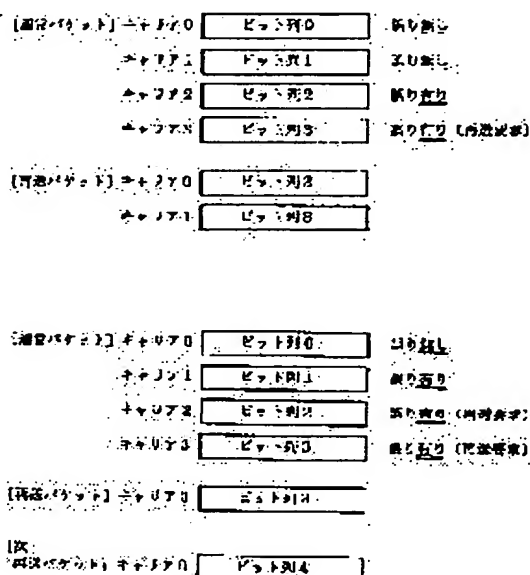 [通常パケット] キャリア0 ビット列0 誤り無し
キャリア1 ビット列1 誤り無し
キャリア2 ビット列2 誤り有り
キャリア3 ビット列3 誤り有り (再送要求)
[再送パケット] キャリア0 ビット列
キャリア1 ビット列
[通常パケット] キャリア0 ビット列0 誤り無し
キャリア1 ビット列1 誤り有り
キャリア2 ビット列2 誤り有り (再送要求)
キャリア3 ビット列3 誤り有り (再送要求)
[再送パケット] キャリア0 ビット列
[次
パケット] キャリア0 ビット列4